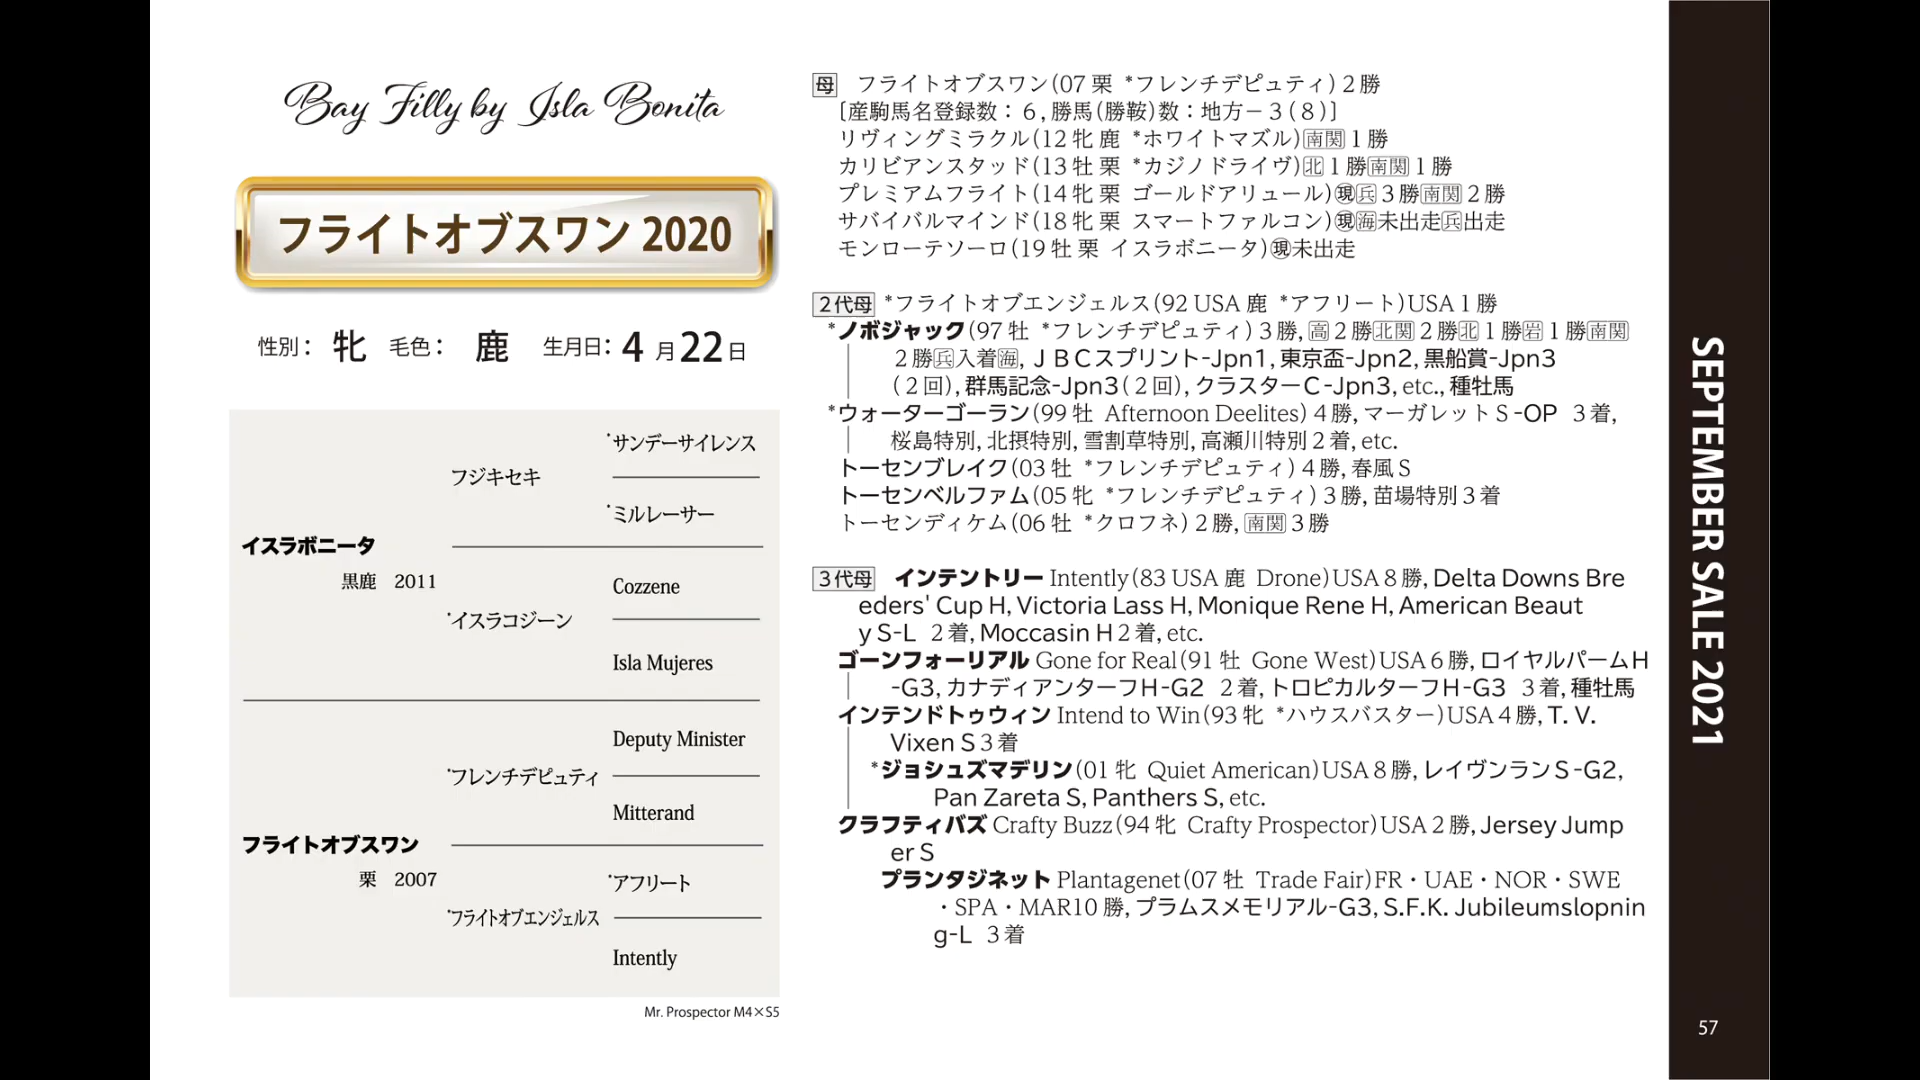 Bay Filly by Isla Bonita
フライトオブスワン 2020
性別： 牝 毛色： 鹿 生月日：4月22日
*サンデーサイレンス
フジキセキ
*ミルレーサー
イスラボニータ
黒鹿 2011
Cozzene
*イスラコジーン
Isla Mujeres
Deputy Minister
*フレンチデピュティ
Mitterand
フライトオブスワン
栗 2007
*アフリート
*フライトオブエンジェルス
Intently
Mr. Prospector M4×S5
母 フライトオブスワン(07 栗 *フレンチデピュティ)２勝
〔産駒馬名登録数：６, 勝馬(勝鞍)数：地方－３(８)〕
リヴィングミラクル(12 牝 鹿 *ホワイトマズル)南関１勝
カリビアンスタッド(13 牡 栗 *カジノドライヴ)北１勝南関１勝
プレミアムフライト(14 牝 栗 ゴールドアリュール)現兵３勝南関２勝
サバイバルマインド(18 牝 栗 スマートファルコン)現海未出走兵出走
モンローテソーロ(19 牡 栗 イスラボニータ)現未出走
２代母 *フライトオブエンジェルス(92 USA 鹿 *アフリート)USA１勝
*ノボジャック(97 牡 *フレンチデピュティ)３勝, 高２勝北関２勝北１勝岩１勝南関
２勝兵入着海, ＪＢＣスプリント-Jpn1, 東京盃-Jpn2, 黒船賞-Jpn3
(２回), 群馬記念-Jpn3(２回), クラスターＣ-Jpn3, etc., 種牡馬
*ウォーターゴーラン(99 牡 Afternoon Deelites)４勝, マーガレットＳ-OP ３着,
桜島特別, 北摂特別, 雪割草特別, 高瀬川特別２着, etc.
トーセンブレイク(03 牡 *フレンチデピュティ)４勝, 春風Ｓ
トーセンベルファム(05 牝 *フレンチデピュティ)３勝, 苗場特別３着
トーセンディケム(06 牡 *クロフネ)２勝, 南関３勝
３代母 インテントリー Intently(83 USA 鹿 Drone)USA８勝, Delta Downs Bre
eders' Cup H, Victoria Lass H, Monique Rene H, American Beaut
y S-L ２着, Moccasin H２着, etc.
ゴーンフォーリアル Gone for Real(91 牡 Gone West)USA６勝, ロイヤルパームＨ
-G3, カナディアンターフＨ-G2 ２着, トロピカルターフＨ-G3 ３着, 種牡馬
インテンドトゥウィン Intend to Win(93 牝 *ハウスバスター)USA４勝, T. V.
Vixen S３着
*ジョシュズマデリン(01 牝 Quiet American)USA８勝, レイヴンランＳ-G2,
Pan Zareta S, Panthers S, etc.
クラフティバズ Crafty Buzz(94 牝 Crafty Prospector)USA２勝, Jersey Jump
er S
プランタジネット Plantagenet(07 牡 Trade Fair)FR・UAE・NOR・SWE
・SPA・MAR10勝, プラムスメモリアル-G3, S.F.K. Jubileumslopnin
g-L ３着
SEPTEMBER SALE 2021
57